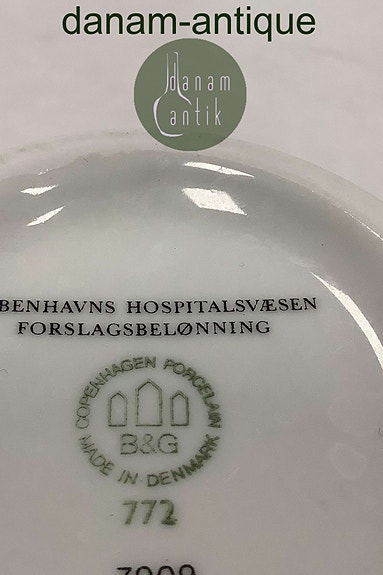 danam-antique
danam
antik
BENHAVNS HOSPITALSVÆSEN
FORSLAGSBELØNNING
COPENHAGEN PORCELAIN
B&G
MADE IN DENMARK
772